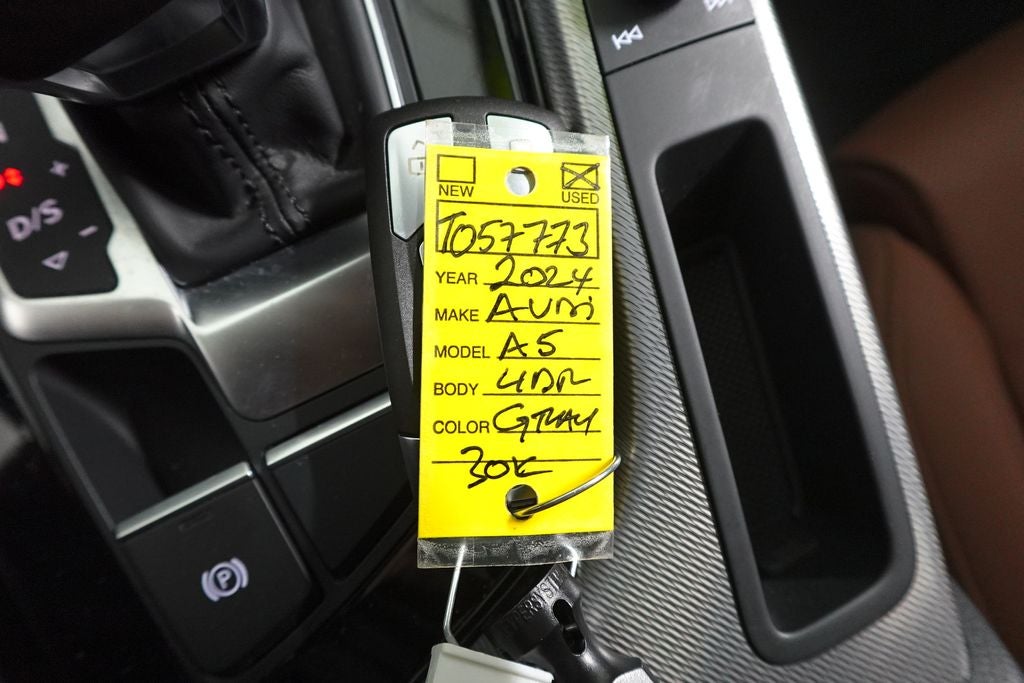 NEW USED
T057773
YEAR 2024
MAKE AUDI
MODEL A5
BODY 4DR
COLOR GRAY
30K
D/S
+
-
P